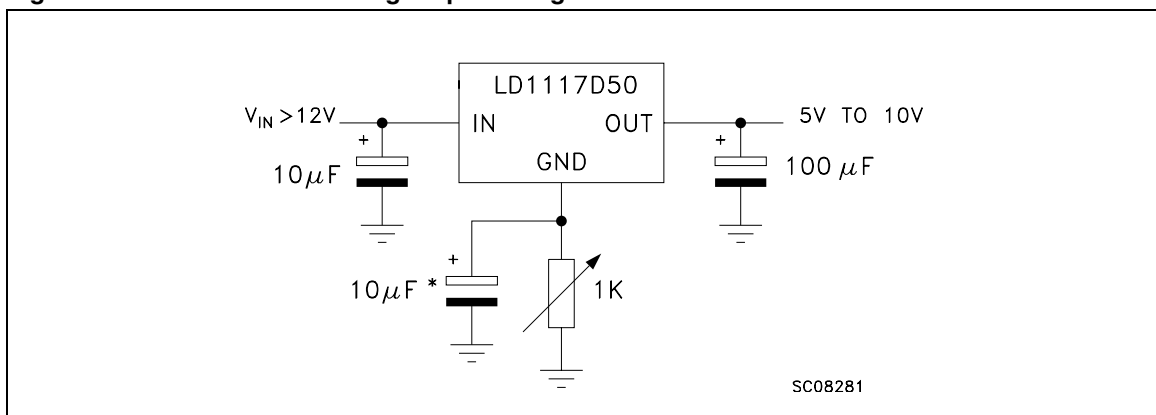 LD1117D50
V_IN >12V
IN
OUT
5V TO 10V
GND
+
10μF
+
100 μF
+
10μF *
1K
SC08281